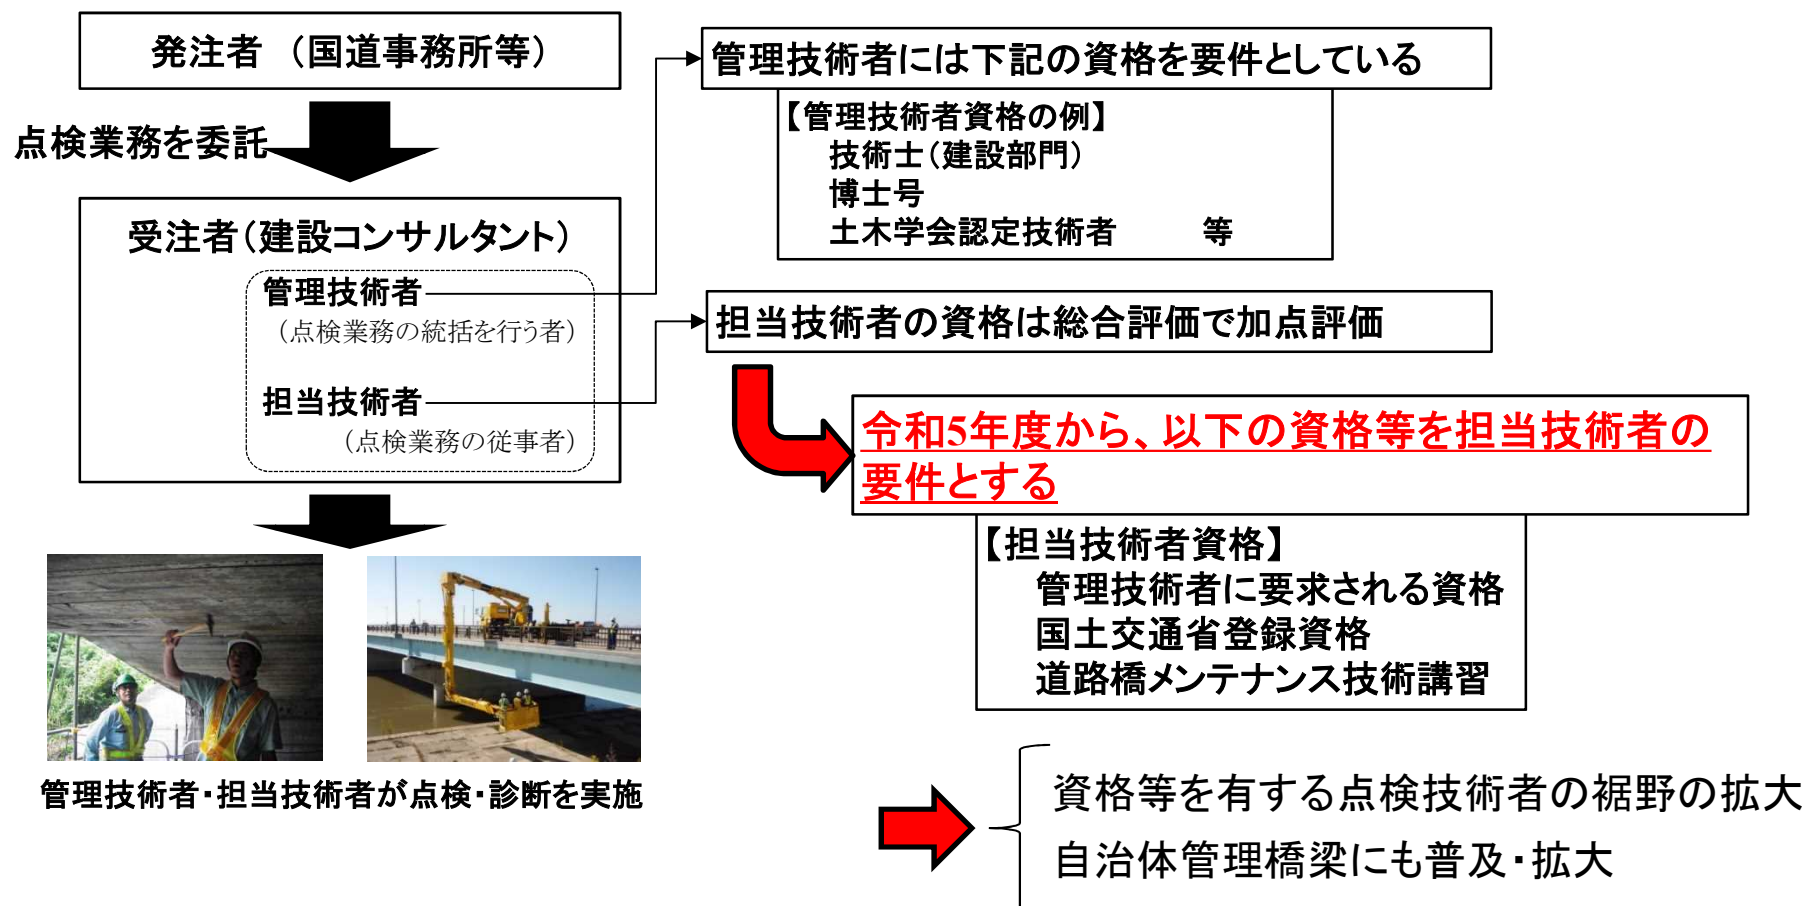 発注者 (国道事務所等)
点検業務を委託
受注者(建設コンサルタント)
管理技術者
(点検業務の統括を行う者)
担当技術者
(点検業務の従事者)
管理技術者・担当技術者が点検・診断を実施
管理技術者には下記の資格を要件としている
【管理技術者資格の例】
技術士(建設部門)
博士号
土木学会認定技術者 等
担当技術者の資格は総合評価で加点評価
令和5年度から、以下の資格等を担当技術者の
要件とする
【担当技術者資格】
管理技術者に要求される資格
国土交通省登録資格
道路橋メンテナンス技術講習
資格等を有する点検技術者の裾野の拡大
自治体管理橋梁にも普及・拡大